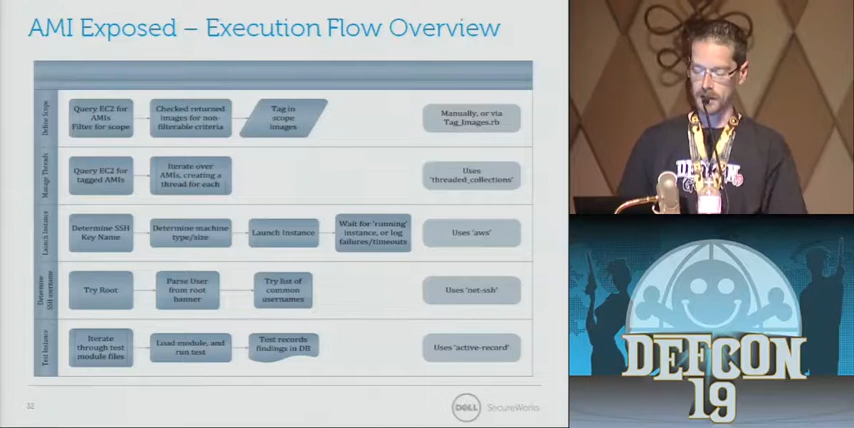 AMI Exposed – Execution Flow Overview
Define Scope
Query EC2 for
AMIs
Filter for scope
Checked returned
images for non-
filterable criteria
Tag in
scope
images
Manually, or via
Tag_Images.rb
Manage Threads
Query EC2 for
tagged AMIs
Iterate over
AMIs, creating a
thread for each
Uses
'threaded_collections'
Launch Instance
Determine SSH
Key Name
Determine machine
type/size
Launch Instance
Wait for 'running'
instance, or log
failures/timeouts
Uses 'aws'
Determine
SSH username
Try Root
Parse User
from root
banner
Try list of
common
usernames
Uses 'net-ssh'
Test Instance
Iterate
through test
module files
Load module, and
run test
Test records
findings in DB
Uses 'active-record'
32
DELL
SecureWorks
DEFCON
DEFCON
19